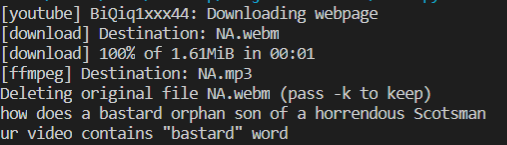 [youtube] BiQiq1xxx44: Downloading webpage
[download] Destination: NA.webm
[download] 100% of 1.61MiB in 00:01
[ffmpeg] Destination: NA.mp3
Deleting original file NA.webm (pass -k to keep)
how does a bastard orphan son of a horrendous Scotsman
ur video contains "bastard" word